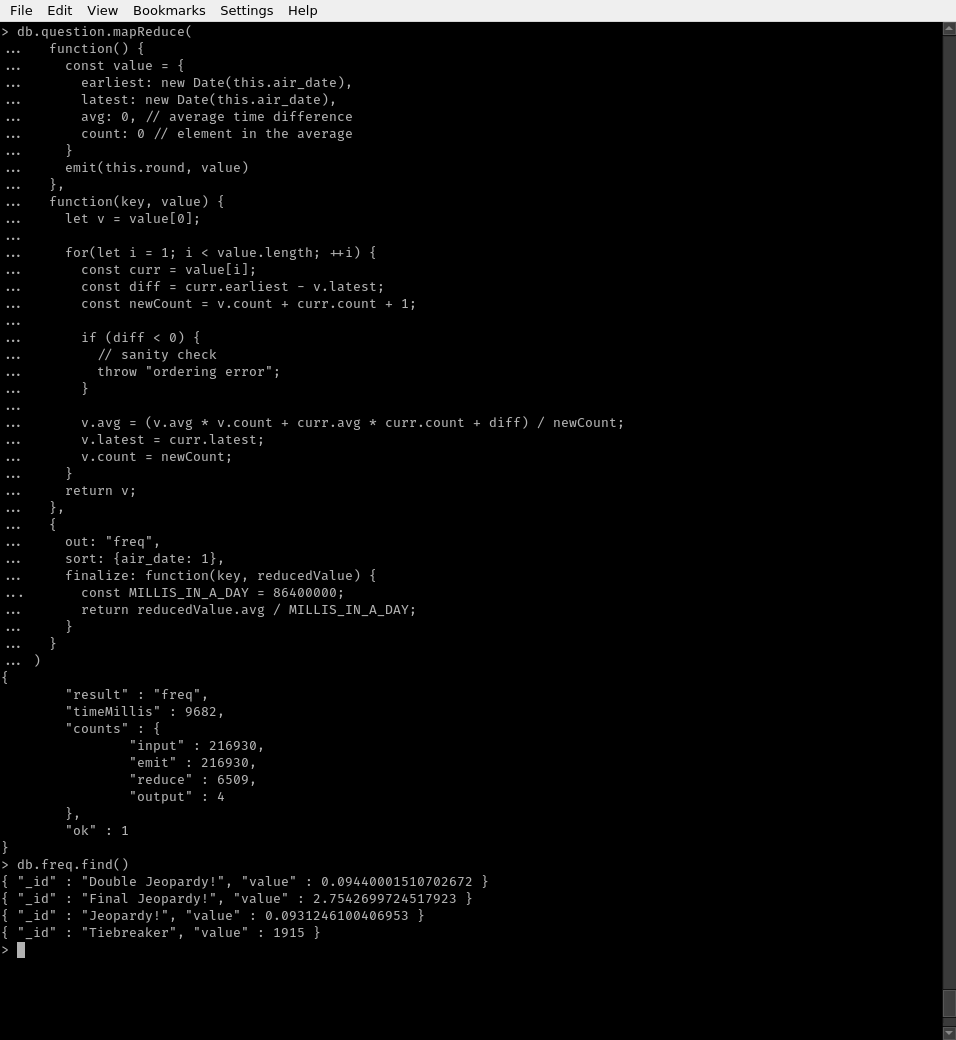 File Edit View Bookmarks Settings Help
> db.question.mapReduce(
...   function() {
...     const value = {
...       earliest: new Date(this.air_date),
...       latest: new Date(this.air_date),
...       avg: 0, // average time difference
...       count: 0 // element in the average
...     }
...     emit(this.round, value)
...   },
...   function(key, value) {
...     let v = value[0];
...
...     for(let i = 1; i < value.length; ++i) {
...       const curr = value[i];
...       const diff = curr.earliest - v.latest;
...       const newCount = v.count + curr.count + 1;
...
...       if (diff < 0) {
...         // sanity check
...         throw "ordering error";
...       }
...
...       v.avg = (v.avg * v.count + curr.avg * curr.count + diff) / newCount;
...       v.latest = curr.latest;
...       v.count = newCount;
...     }
...     return v;
...   },
...   {
...     out: "freq",
...     sort: {air_date: 1},
...     finalize: function(key, reducedValue) {
...       const MILLIS_IN_A_DAY = 86400000;
...       return reducedValue.avg / MILLIS_IN_A_DAY;
...     }
...   }
... )
{
        "result" : "freq",
        "timeMillis" : 9682,
        "counts" : {
                "input" : 216930,
                "emit" : 216930,
                "reduce" : 6509,
                "output" : 4
        },
        "ok" : 1
}
> db.freq.find()
{ "_id" : "Double Jeopardy!", "value" : 0.09440001510702672 }
{ "_id" : "Final Jeopardy!", "value" : 2.7542699724517923 }
{ "_id" : "Jeopardy!", "value" : 0.0931246100406953 }
{ "_id" : "Tiebreaker", "value" : 1915 }
>